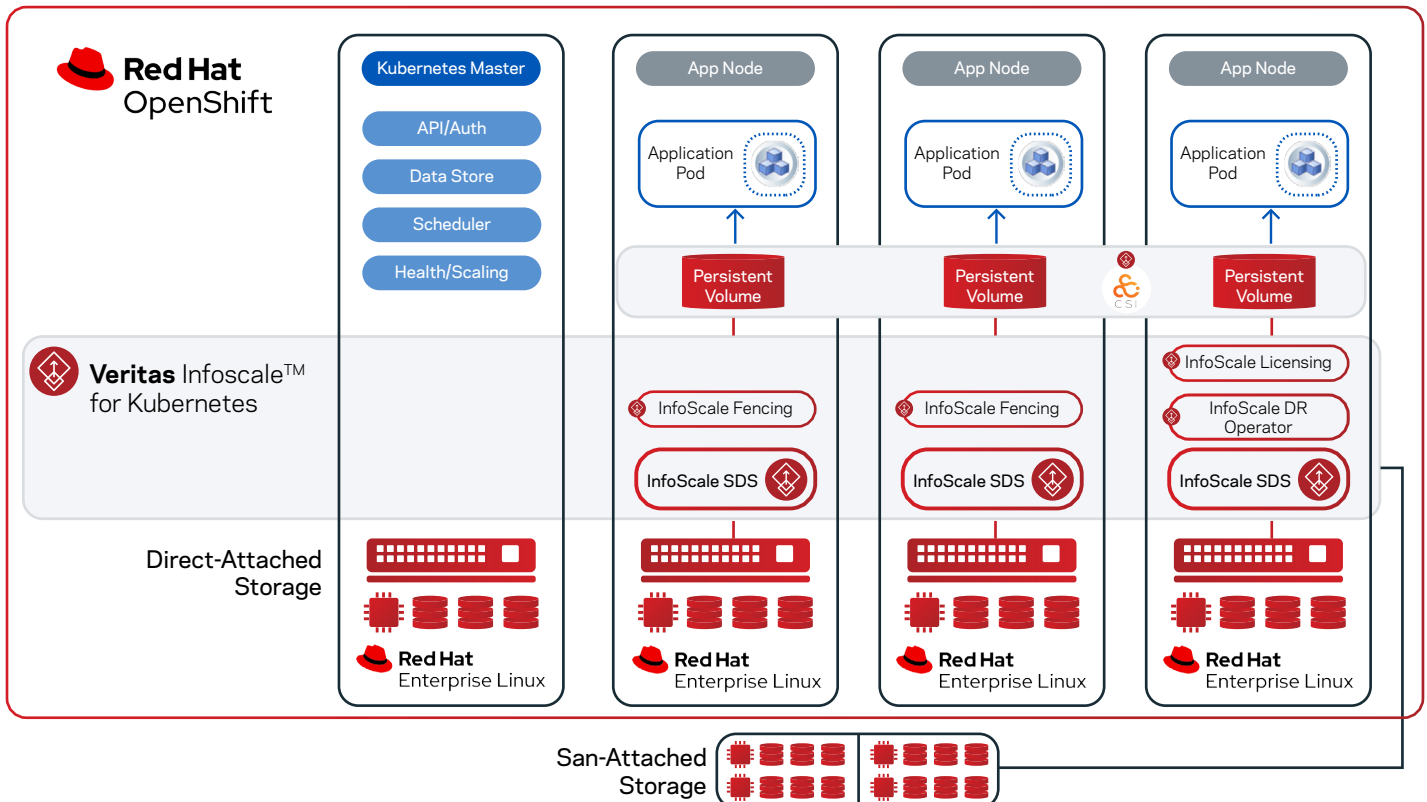 Red Hat
OpenShift
Kubernetes Master
API/Auth
Data Store
Scheduler
Health/Scaling
App Node
App Node
App Node
Application
Pod
Application
Pod
Application
Pod
Persistent
Volume
Persistent
Volume
CSI
Persistent
Volume
Veritas Infoscale™
for Kubernetes
InfoScale Fencing
InfoScale SDS
InfoScale Fencing
InfoScale SDS
InfoScale Licensing
InfoScale DR
Operator
InfoScale SDS
Direct-Attached
Storage
Red Hat
Enterprise Linux
Red Hat
Enterprise Linux
Red Hat
Enterprise Linux
Red Hat
Enterprise Linux
San-Attached
Storage